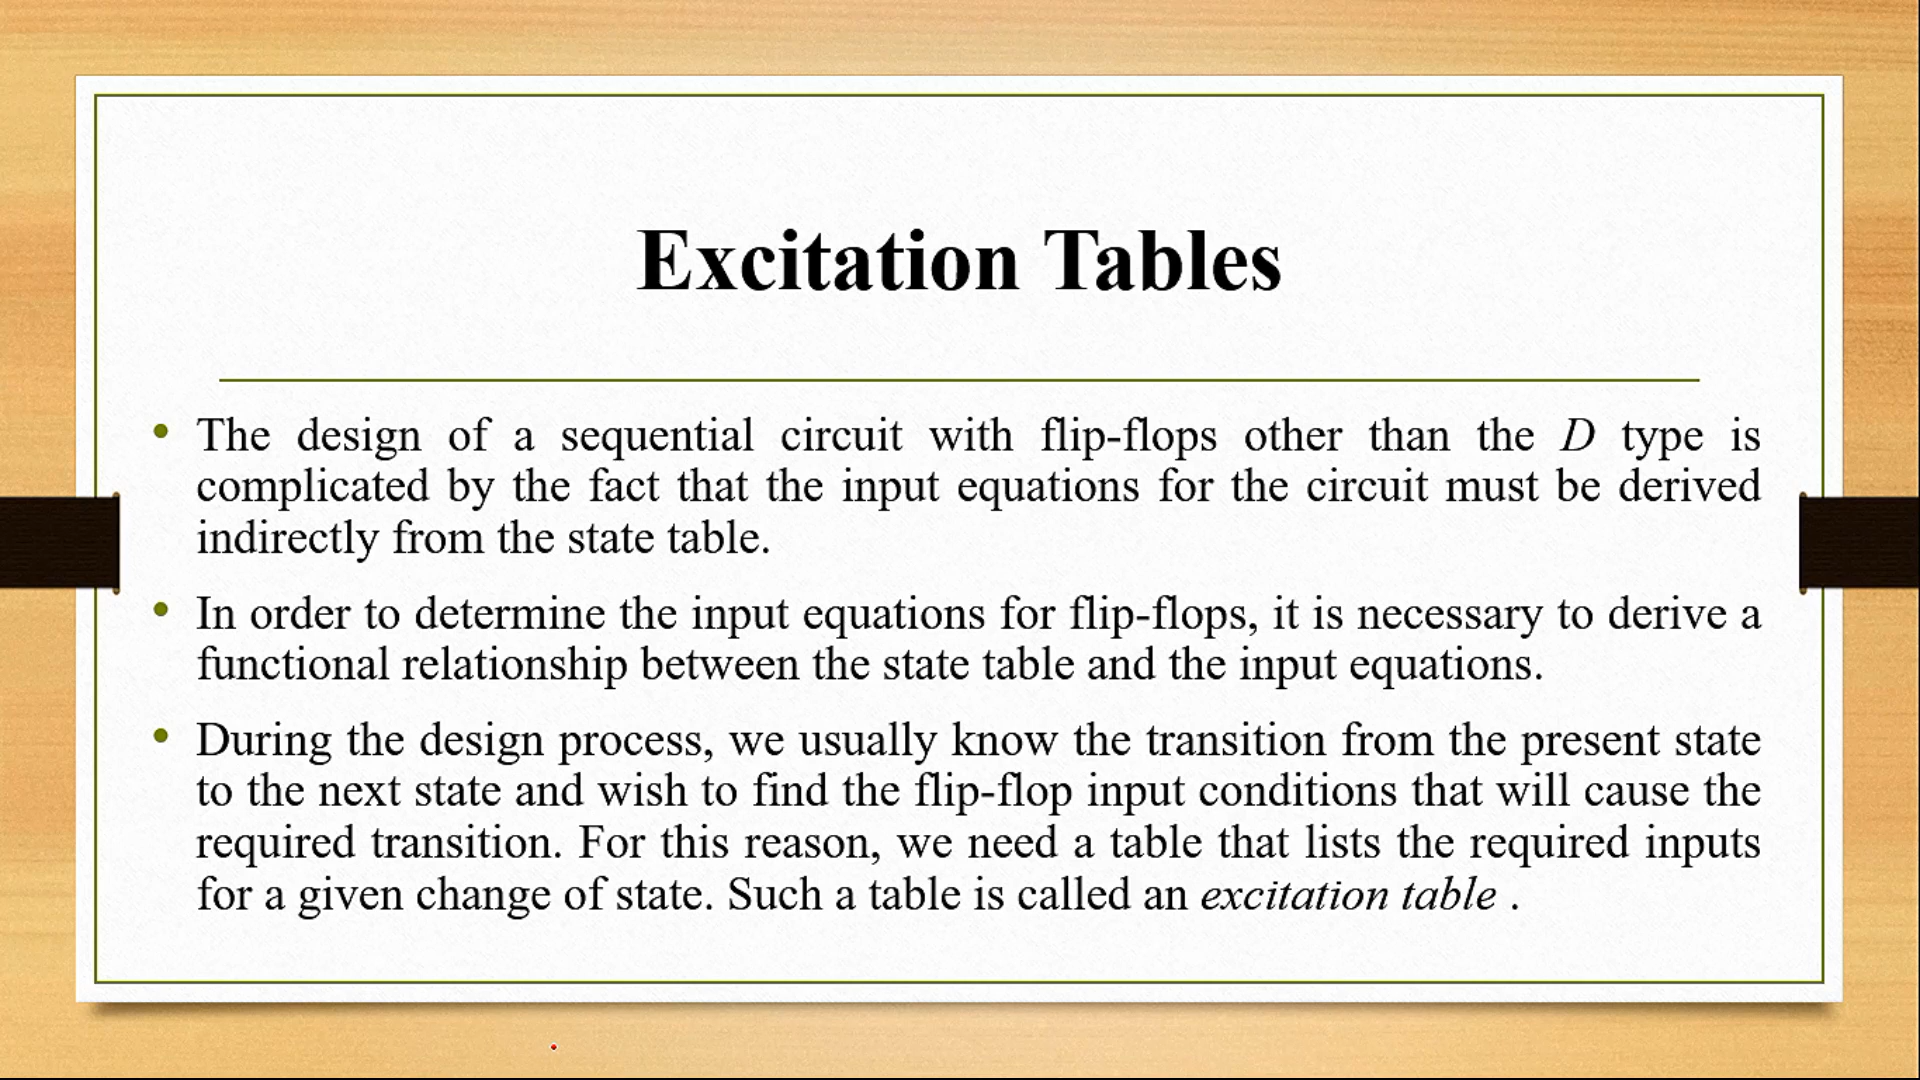 Excitation Tables
• The design of a sequential circuit with flip-flops other than the D type is
complicated by the fact that the input equations for the circuit must be derived
indirectly from the state table.
• In order to determine the input equations for flip-flops, it is necessary to derive a
functional relationship between the state table and the input equations.
• During the design process, we usually know the transition from the present state
to the next state and wish to find the flip-flop input conditions that will cause the
required transition. For this reason, we need a table that lists the required inputs
for a given change of state. Such a table is called an excitation table .